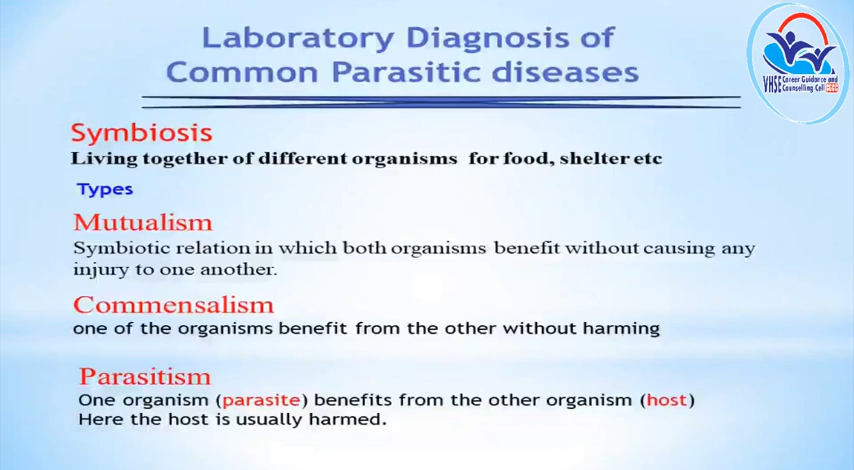 Laboratory Diagnosis of
Common Parasitic diseases
VHSE Career Guidance and
Counselling Cell
Symbiosis
Living together of different organisms for food, shelter etc
Types
Mutualism
Symbiotic relation in which both organisms benefit without causing any
injury to one another.
Commensalism
one of the organisms benefit from the other without harming
Parasitism
One organism (parasite) benefits from the other organism (host)
Here the host is usually harmed.